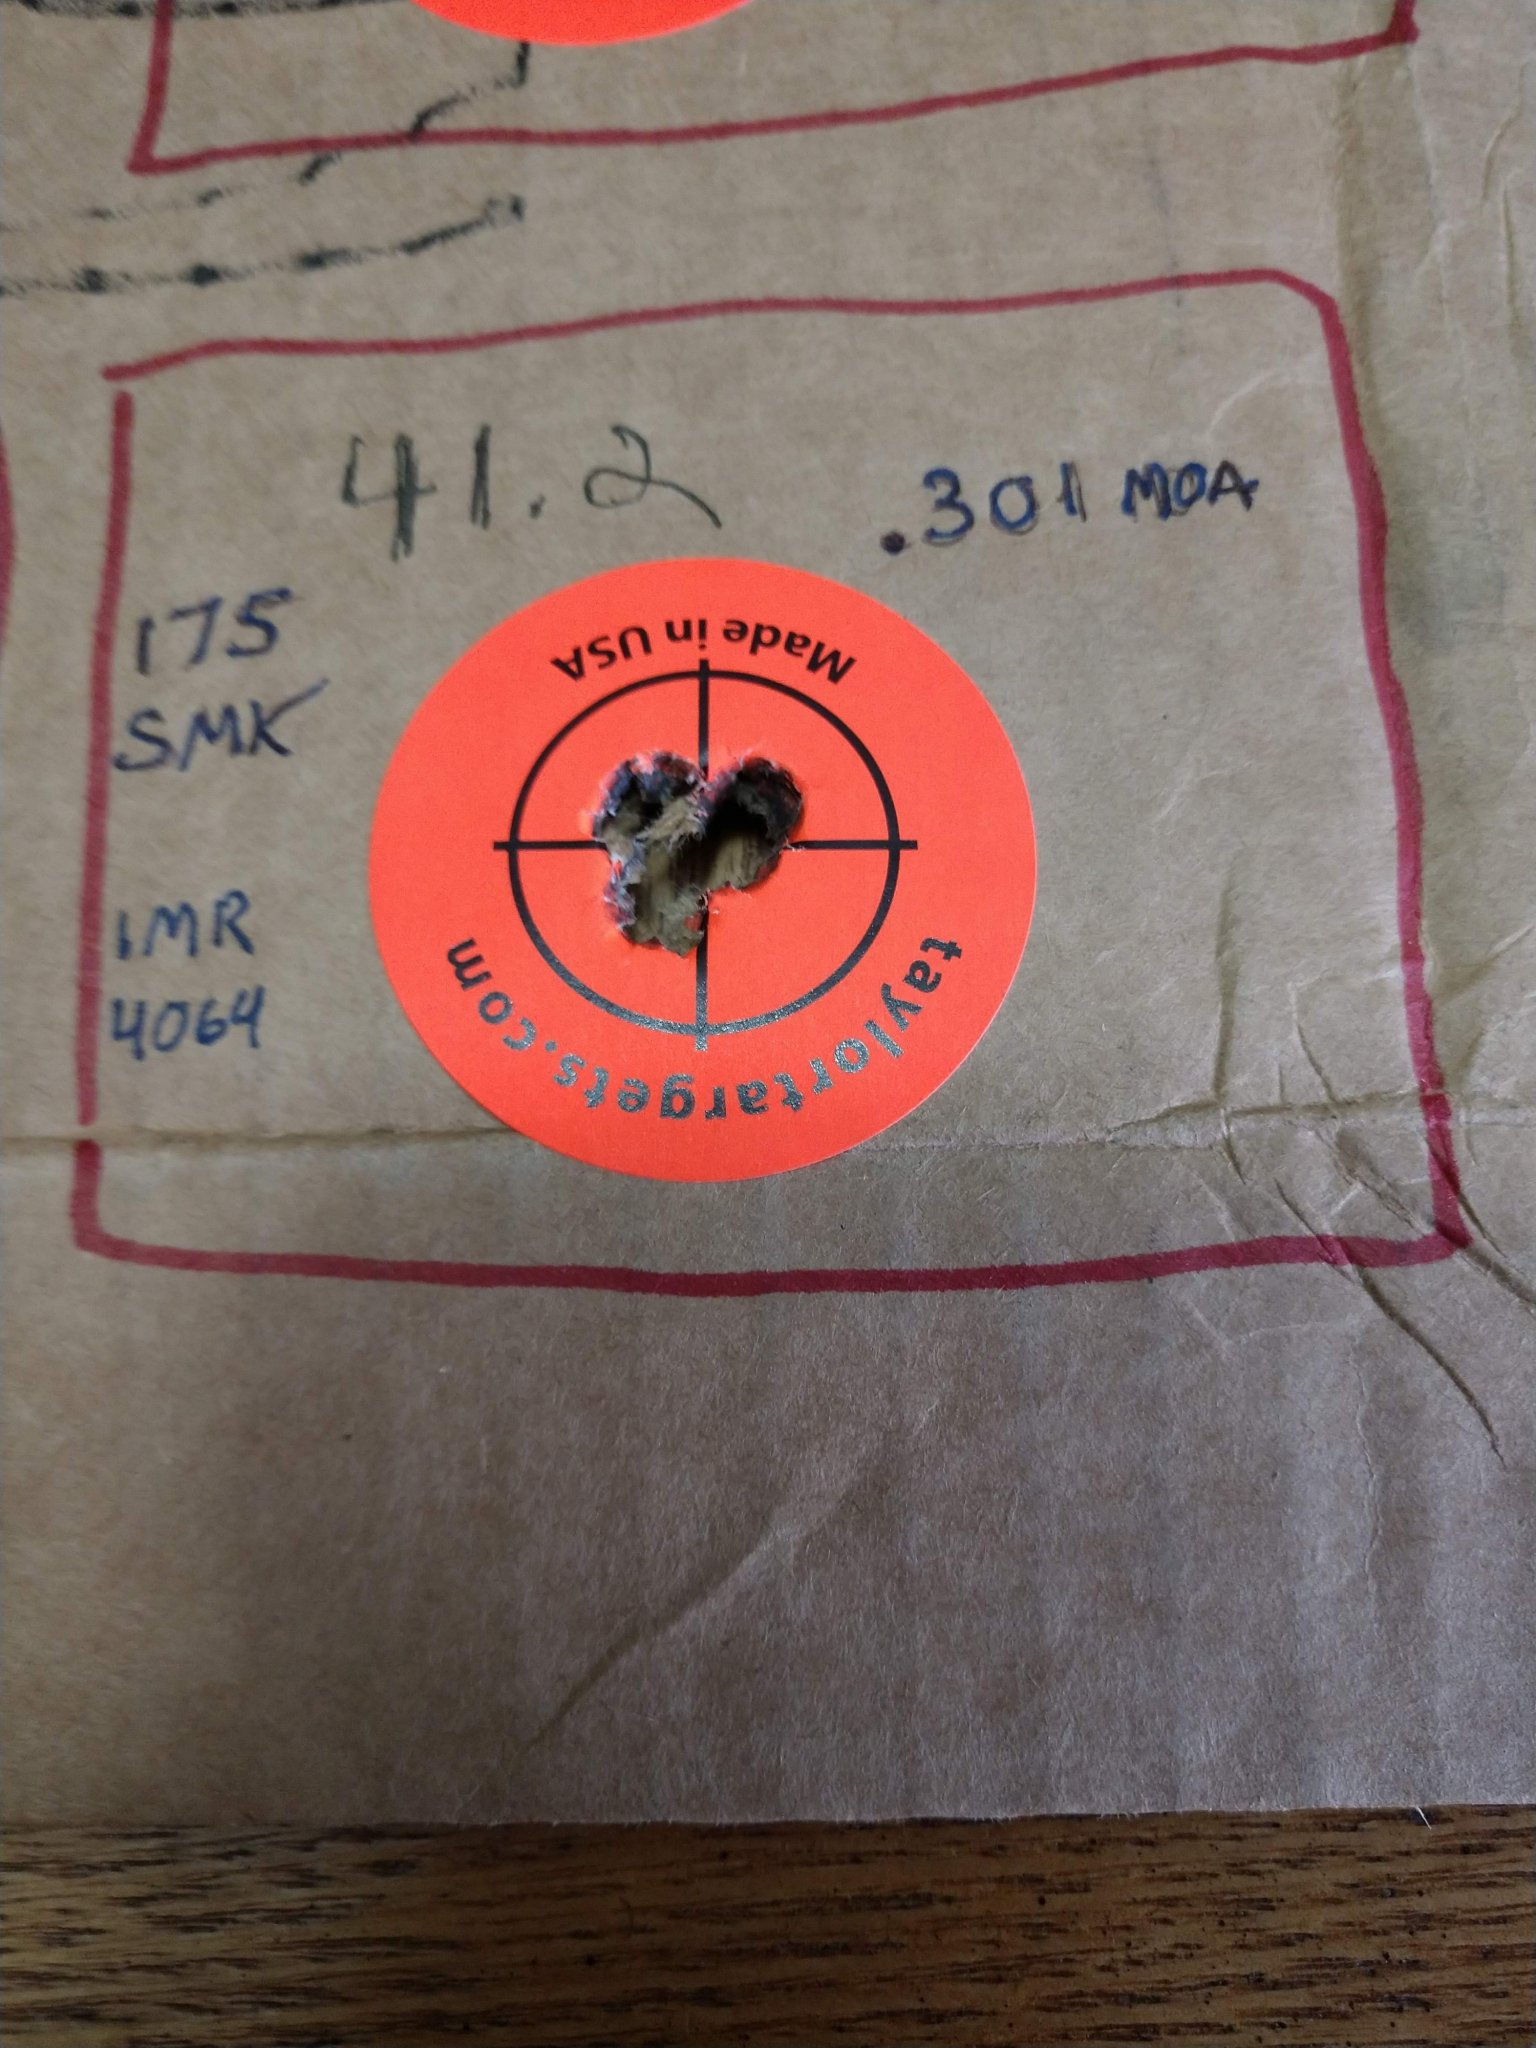 41.2
.301 MOA
175
SMK
Made in USA
IMR
4064
taylortargets.com